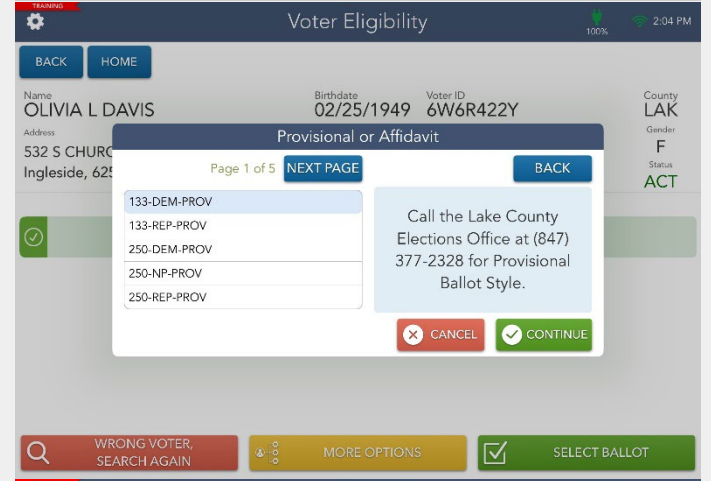 TRAINING
Voter Eligibility
100%
2:04 PM
BACK
HOME
Name
OLIVIA L DAVIS
Birthdate
02/25/1949
Voter ID
6W6R422Y
County
LAK
Address
532 S CHURC
Ingleside, 625
Gender
F
Status
ACT
Provisional or Affidavit
Page 1 of 5
NEXT PAGE
BACK
133-DEM-PROV
133-REP-PROV
250-DEM-PROV
250-NP-PROV
250-REP-PROV
Call the Lake County
Elections Office at (847)
377-2328 for Provisional
Ballot Style.
CANCEL
CONTINUE
WRONG VOTER,
SEARCH AGAIN
MORE OPTIONS
SELECT BALLOT